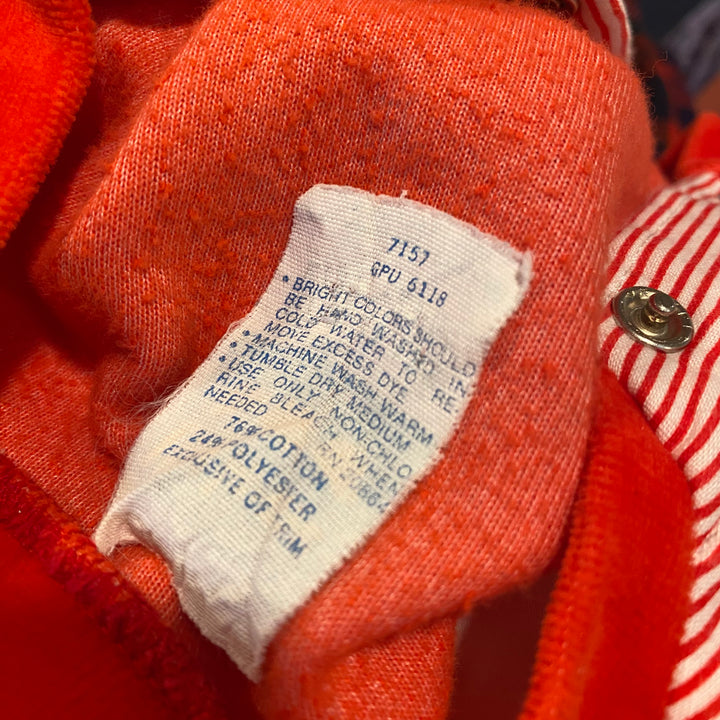 7157
GPU 6118
• BRIGHT COLORS SHOULD
BE HAND WASHED IN
COLD WATER TO RE
MOVE EXCESS DYE
• MACHINE WASH WARM
• TUMBLE DRY MEDIUM
• USE ONLY NON-CHLO
RINE BLEACH WHEN
NEEDED
76% COTTON
24% POLYESTER
EXCLUSIVE OF TRIM